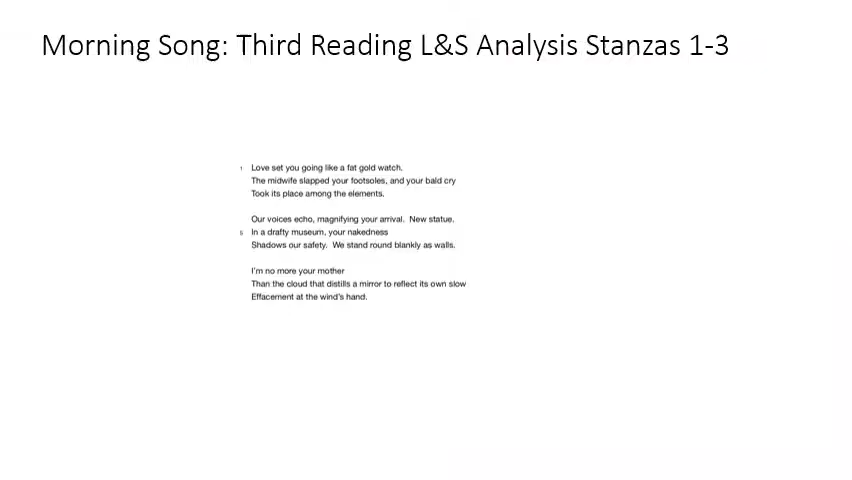 Morning Song: Third Reading L&S Analysis Stanzas 1-3
1 Love set you going like a fat gold watch.
The midwife slapped your footsoles, and your bald cry
Took its place among the elements.
Our voices echo, magnifying your arrival. New statue.
5 In a drafty museum, your nakedness
Shadows our safety. We stand round blankly as walls.
I'm no more your mother
Than the cloud that distills a mirror to reflect its own slow
Effacement at the wind's hand.